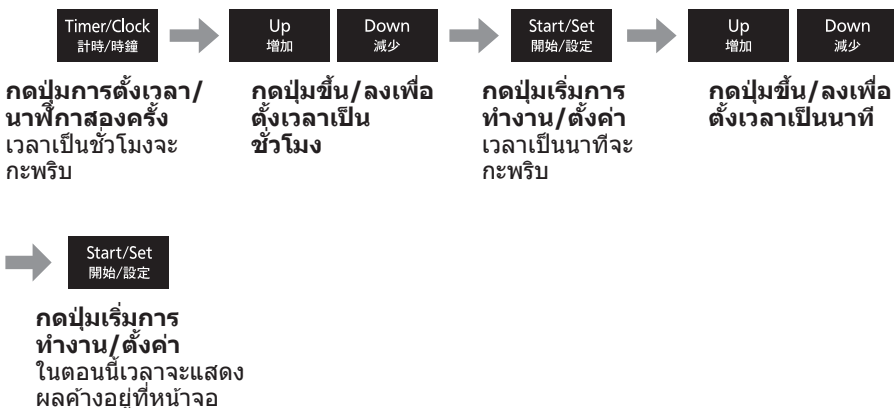 Timer/Clock
計時/時鐘
Up
增加
Down
減少
Start/Set
開始/設定
Up
增加
Down
減少
กดปุ่มการตั้งเวลา/
นาฬิกาสองครั้ง
เวลาเป็นชั่วโมงจะ
กะพริบ
กดปุ่มขึ้น/ลงเพื่อ
ตั้งเวลาเป็น
ชั่วโมง
กดปุ่มเริ่มการ
ทำงาน/ตั้งค่า
เวลาเป็นนาทีจะ
กะพริบ
กดปุ่มขึ้น/ลงเพื่อ
ตั้งเวลาเป็นนาที
Start/Set
開始/設定
กดปุ่มเริ่มการ
ทำงาน/ตั้งค่า
ในตอนนี้เวลาจะแสดง
ผลค้างอยู่ที่หน้าจอ